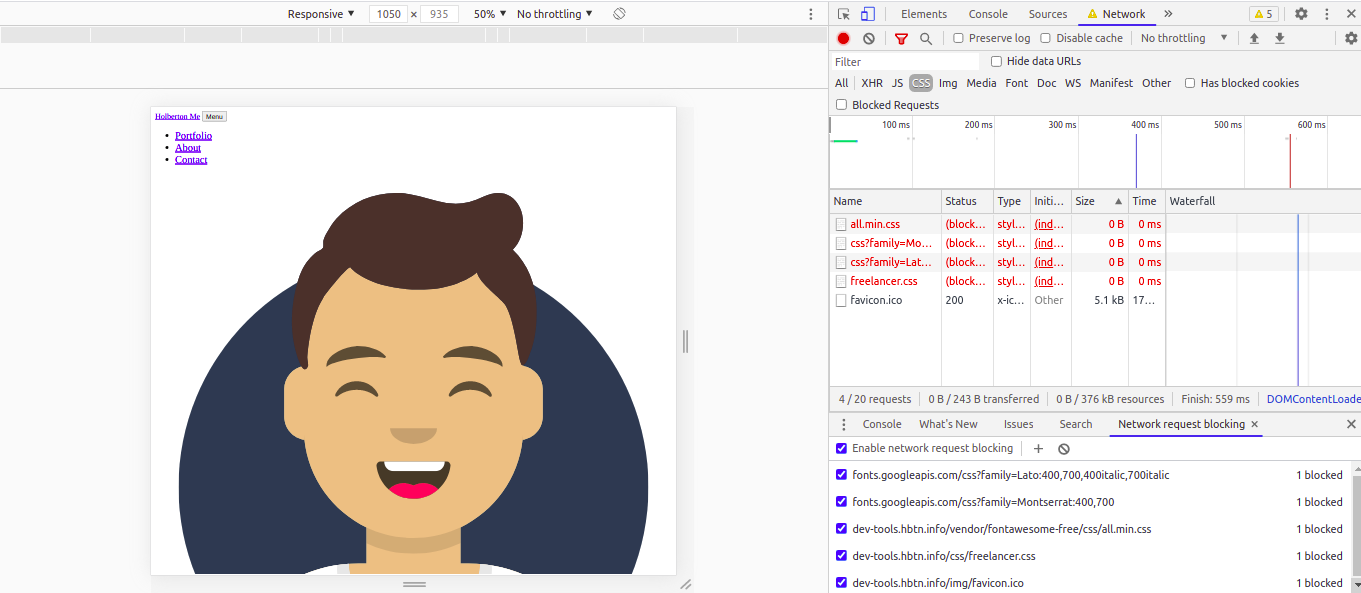 Responsive ▼ 1050 × 935 50% ▼ No throttling ▼
Elements Console Sources Network » 5
Preserve log Disable cache No throttling ▼
Filter Hide data URLs
All XHR JS CSS Img Media Font Doc WS Manifest Other Has blocked cookies
Blocked Requests
100 ms 200 ms 300 ms 400 ms 500 ms 600 ms
Name Status Type Initi… Size ▲ Time Waterfall
all.min.css (block… styl… (ind… 0 B 0 ms
css?family=Mo… (block… styl… (ind… 0 B 0 ms
css?family=Lat… (block… styl… (ind… 0 B 0 ms
freelancer.css (block… styl… (ind… 0 B 0 ms
favicon.ico 200 x-ic… Other 5.1 kB 17…
4 / 20 requests 0 B / 243 B transferred 0 B / 376 kB resources Finish: 559 ms DOMContentLoade
Console What's New Issues Search Network request blocking ×
Enable network request blocking
fonts.googleapis.com/css?family=Lato:400,700,400italic,700italic 1 blocked
fonts.googleapis.com/css?family=Montserrat:400,700 1 blocked
dev-tools.hbtn.info/vendor/fontawesome-free/css/all.min.css 1 blocked
dev-tools.hbtn.info/css/freelancer.css 1 blocked
dev-tools.hbtn.info/img/favicon.ico 1 blocked
Holberton Me Menu
Portfolio
About
Contact